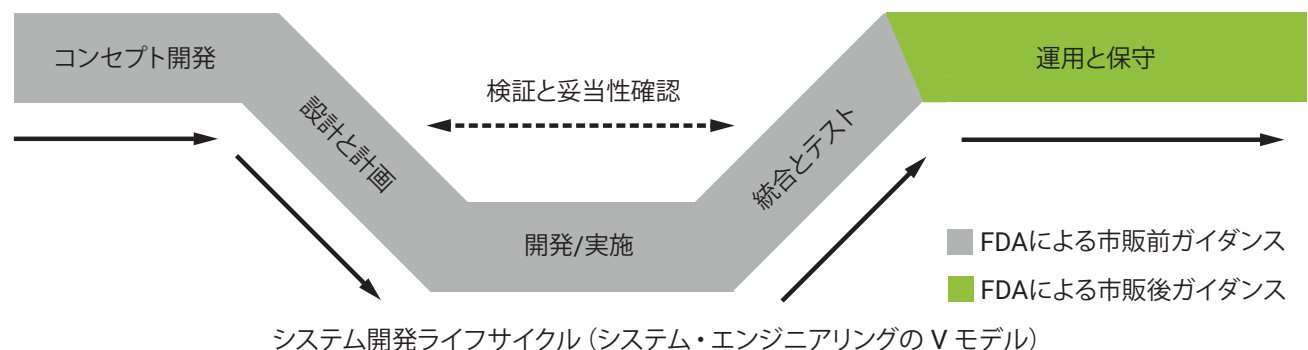 コンセプト開発
設計と計画
検証と妥当性確認
開発/実施
統合とテスト
運用と保守
FDAによる市販前ガイダンス
FDAによる市販後ガイダンス
システム開発ライフサイクル（システム・エンジニアリングの V モデル）